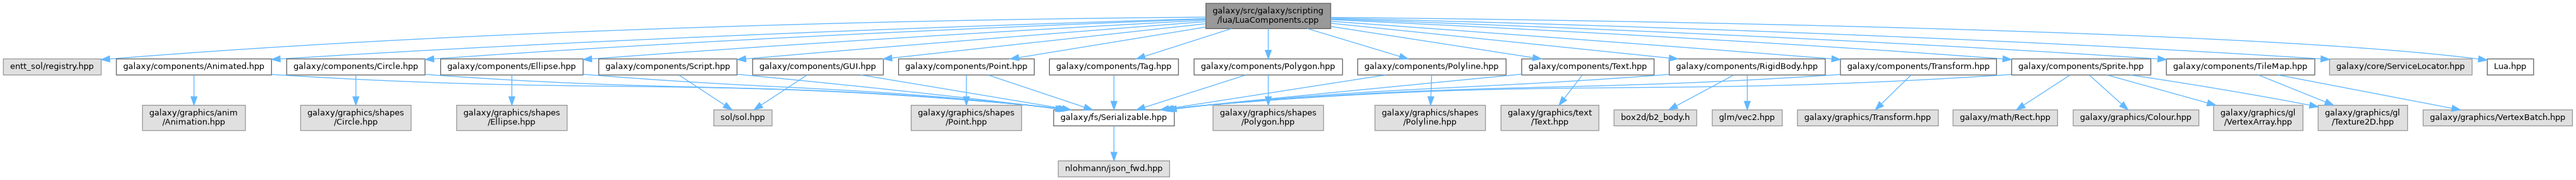 galaxy/src/galaxy/scripting
/lua/LuaComponents.cpp
entt_sol/registry.hpp
galaxy/components/Animated.hpp
galaxy/components/Circle.hpp
galaxy/components/Ellipse.hpp
galaxy/components/Script.hpp
galaxy/components/GUI.hpp
galaxy/components/Point.hpp
galaxy/components/Tag.hpp
galaxy/components/Polygon.hpp
galaxy/components/Polyline.hpp
galaxy/components/Text.hpp
galaxy/components/RigidBody.hpp
galaxy/components/Transform.hpp
galaxy/components/Sprite.hpp
galaxy/components/TileMap.hpp
galaxy/core/ServiceLocator.hpp
Lua.hpp
galaxy/graphics/anim
/Animation.hpp
galaxy/graphics/shapes
/Circle.hpp
galaxy/graphics/shapes
/Ellipse.hpp
sol/sol.hpp
galaxy/graphics/shapes
/Point.hpp
galaxy/fs/Serializable.hpp
galaxy/graphics/shapes
/Polygon.hpp
galaxy/graphics/shapes
/Polyline.hpp
galaxy/graphics/text
/Text.hpp
box2d/b2_body.h
glm/vec2.hpp
galaxy/graphics/Transform.hpp
galaxy/math/Rect.hpp
galaxy/graphics/Colour.hpp
galaxy/graphics/gl
/VertexArray.hpp
galaxy/graphics/gl
/Texture2D.hpp
galaxy/graphics/VertexBatch.hpp
nlohmann/json_fwd.hpp